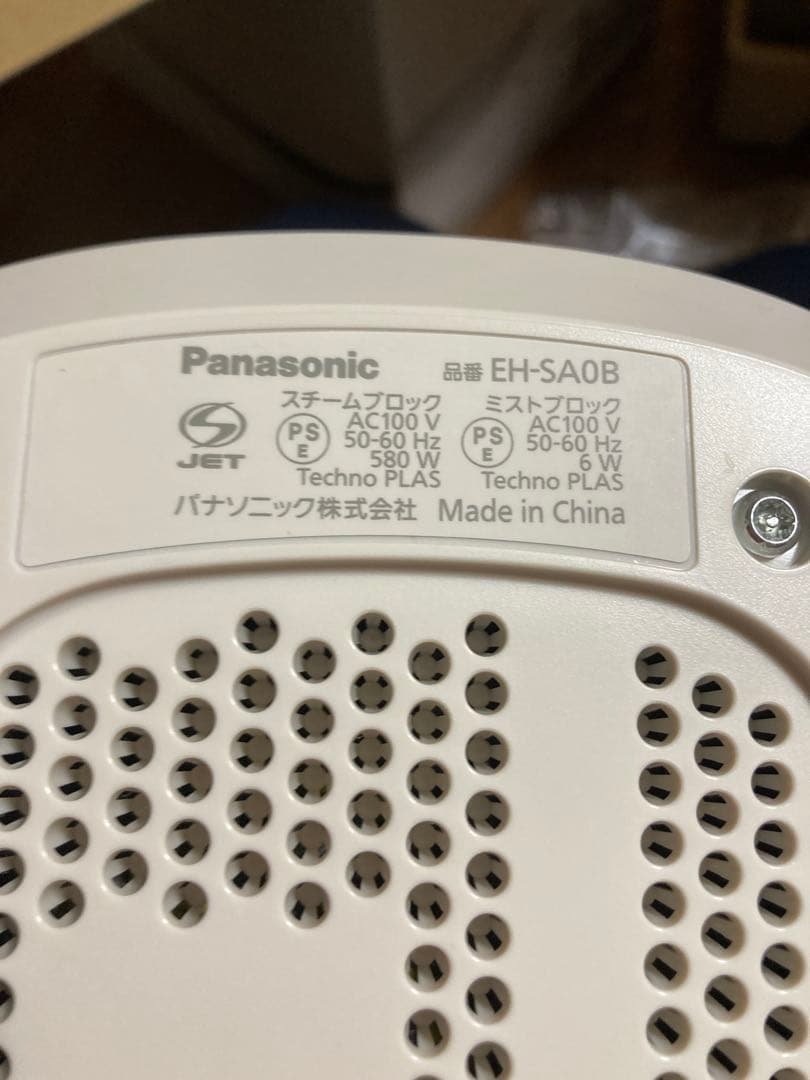 Panasonic 品番 EH-SA0B
スチームブロック
PS
E
AC100 V
50-60 Hz
580 W
Techno PLAS
ミストブロック
PS
E
AC100 V
50-60 Hz
6 W
Techno PLAS
JET
パナソニック株式会社 Made in China